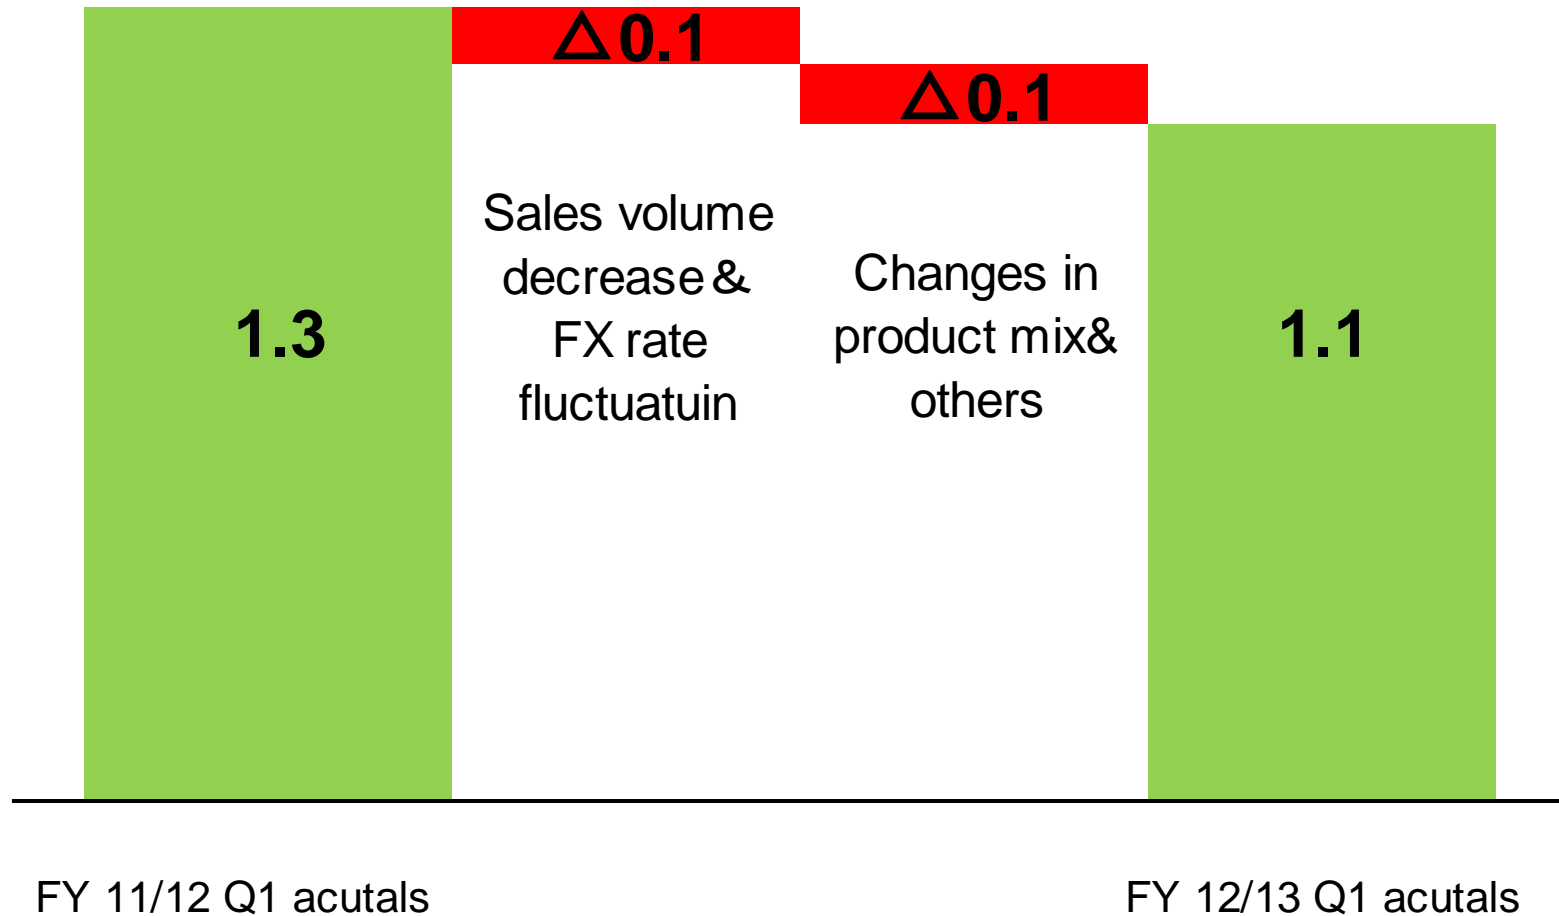 △0.1
△0.1
Sales volume
decrease &
FX rate
fluctuatuin
Changes in
product mix&
others
1.3
1.1
FY 11/12 Q1 acutals
FY 12/13 Q1 acutals